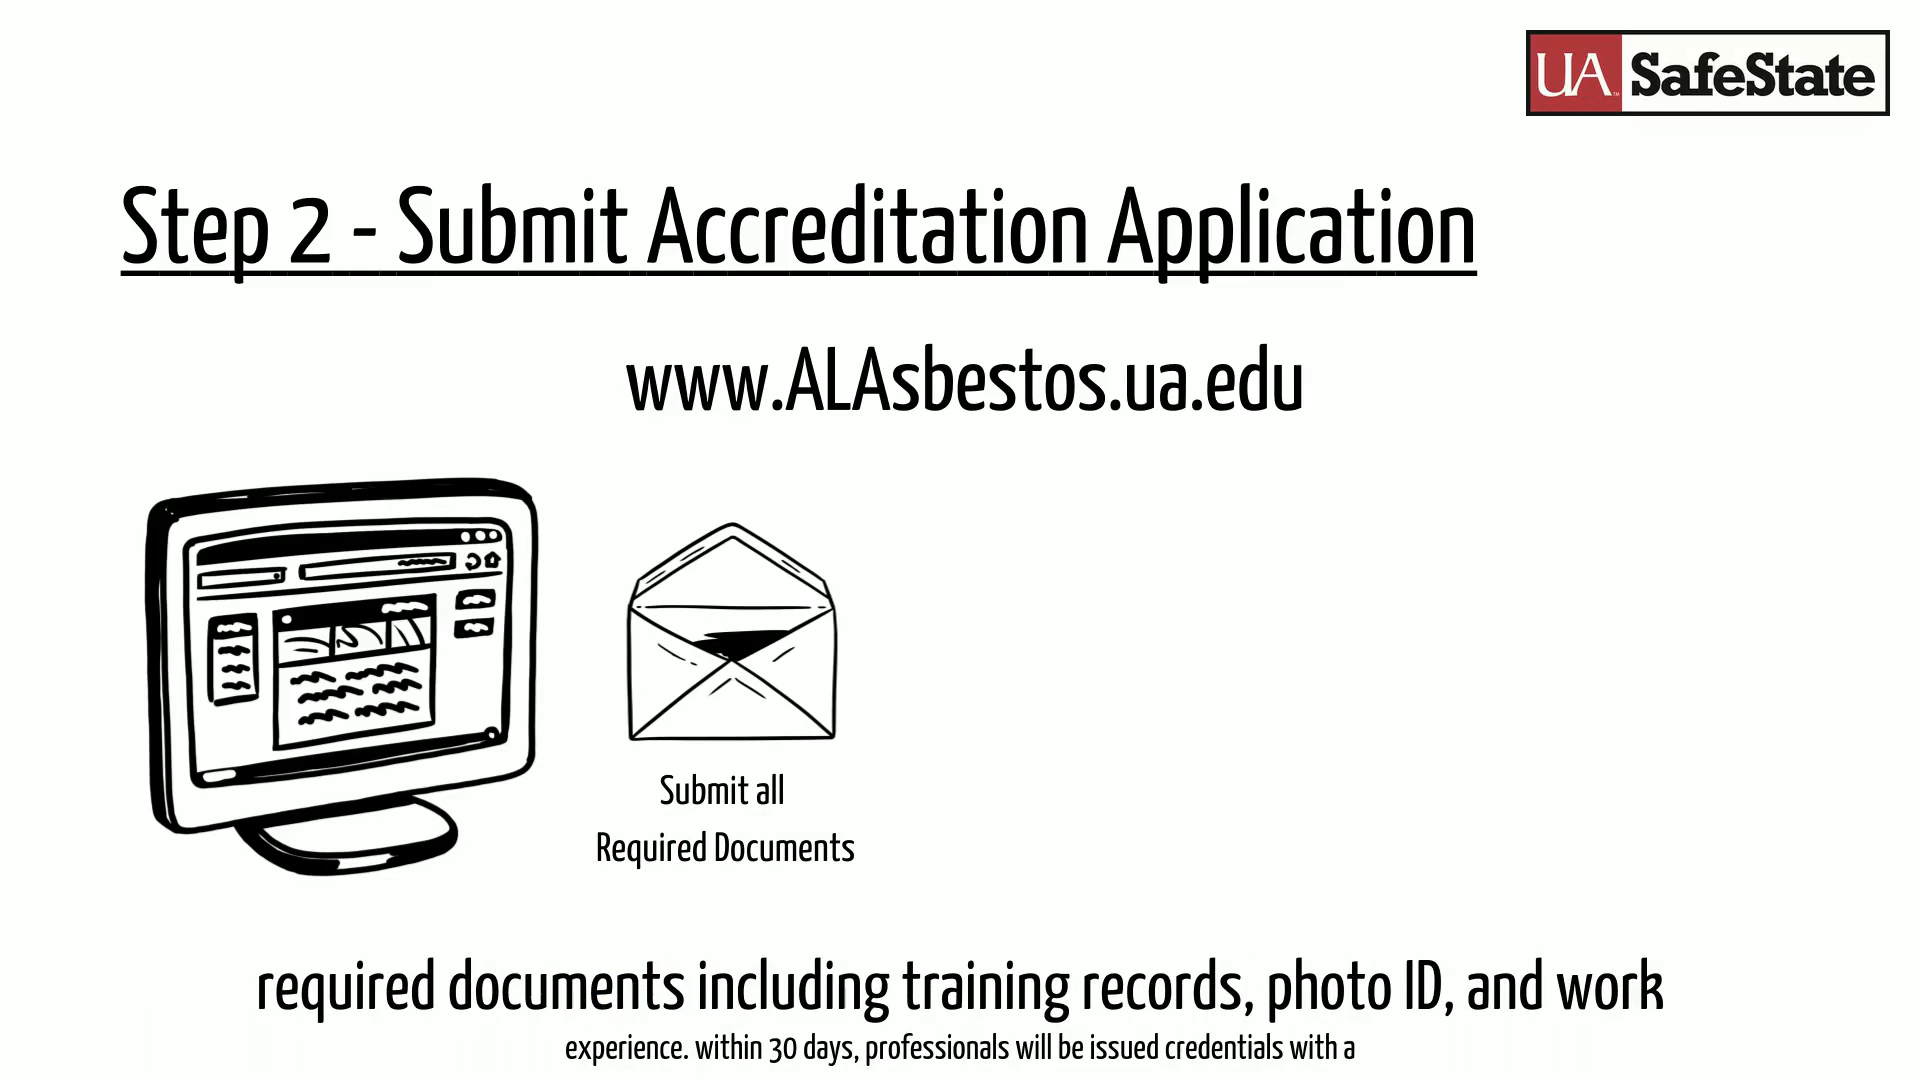 UA SafeState
Step 2 - Submit Accreditation Application
www.ALAsbestos.ua.edu
Submit all
Required Documents
required documents including training records, photo ID, and work
experience. within 30 days, professionals will be issued credentials with a